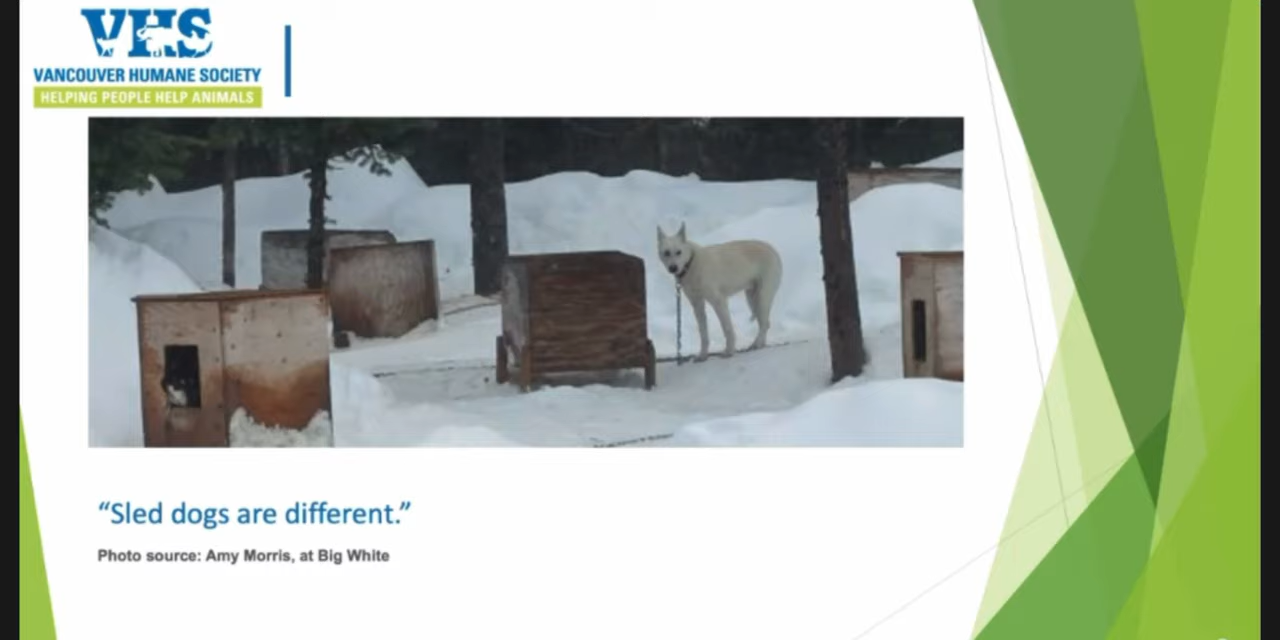 VHS
VANCOUVER HUMANE SOCIETY
HELPING PEOPLE HELP ANIMALS
“Sled dogs are different.”
Photo source: Amy Morris, at Big White